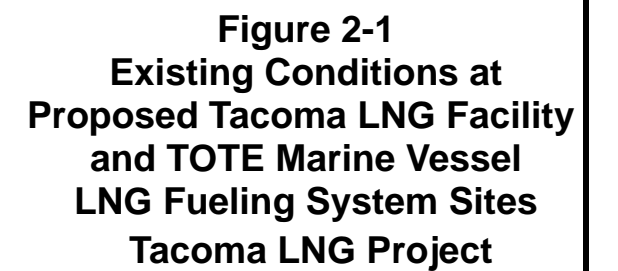 Figure 2-1
Existing Conditions at
Proposed Tacoma LNG Facility
and TOTE Marine Vessel
LNG Fueling System Sites
Tacoma LNG Project